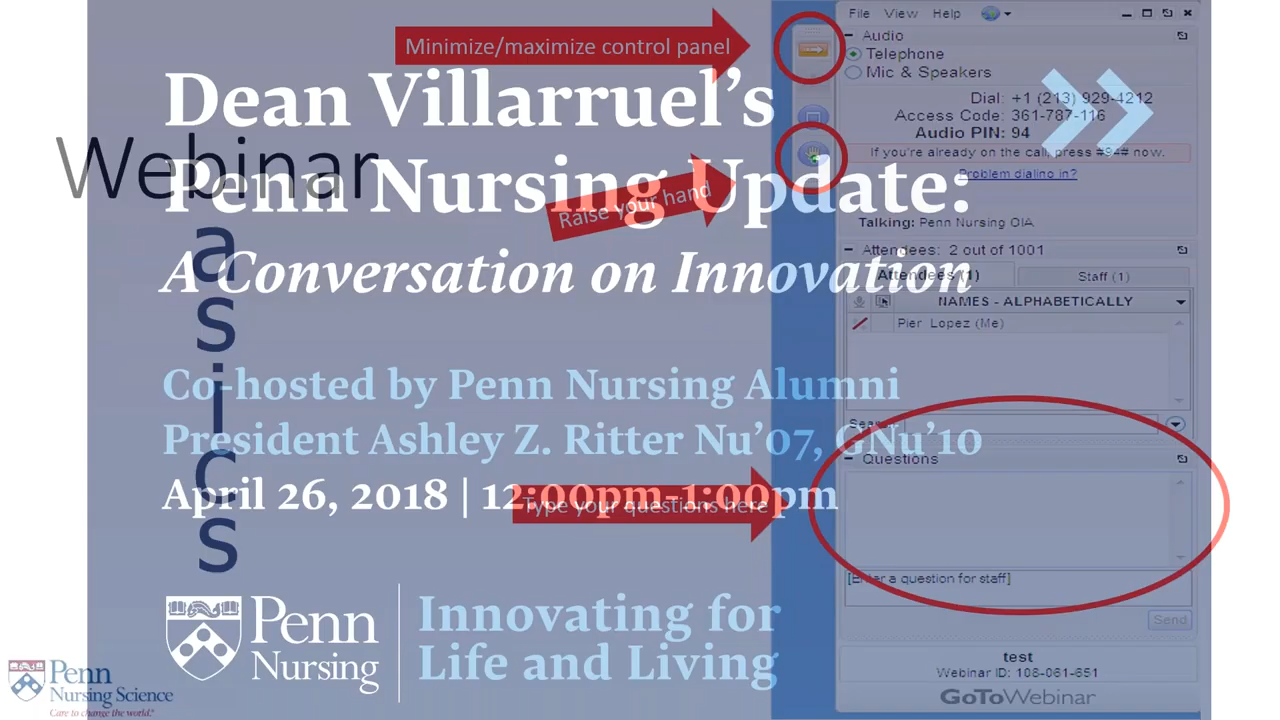 Minimize/maximize control panel
Dean Villarruel's
Penn Nursing Update:
A Conversation on Innovation
Webinar
Basics
Raise your hand
Co-hosted by Penn Nursing Alumni
President Ashley Z. Ritter Nu'07, GNu'10
April 26, 2018 | 12:00pm-1:00pm
Type your questions here
Penn
Nursing
Innovating for
Life and Living
Penn
Nursing Science
Care to change the world.®
File View Help
Audio
Telephone
Mic & Speakers
Dial: +1 (213) 929-4212
Access Code: 361-787-116
Audio PIN: 94
If you're already on the call, press #94# now.
Problem dialing in?
Talking: Penn Nursing OIA
Attendees: 2 out of 1001
Attendees (1) Staff (1)
NAMES - ALPHABETICALLY
Pier Lopez (Me)
Questions
[Enter a question for staff]
Send
test
Webinar ID: 108-061-651
GoToWebinar